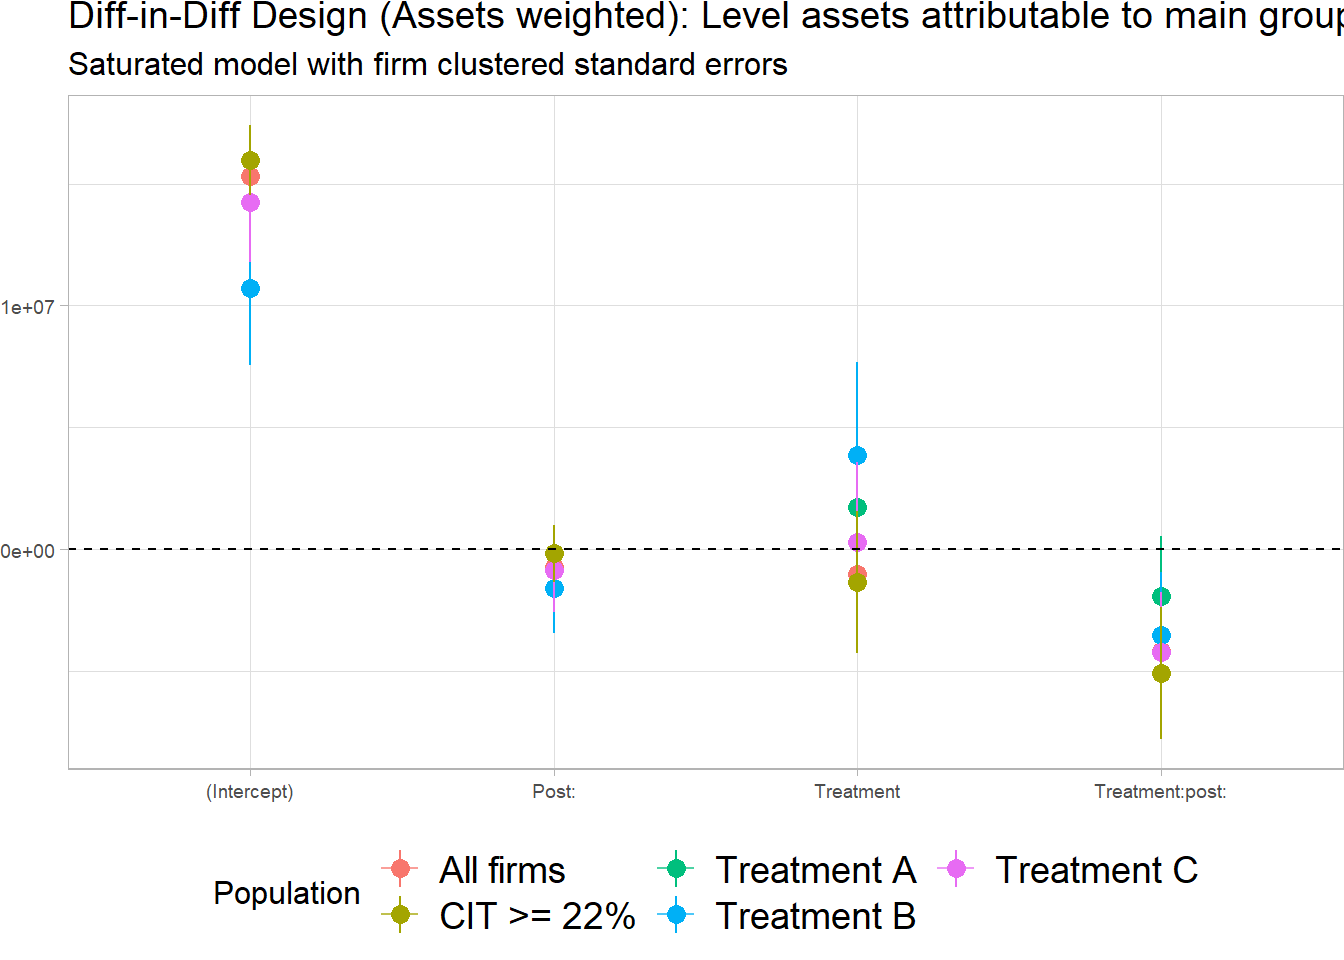 Diff-in-Diff Design (Assets weighted): Level assets attributable to main group
Saturated model with firm clustered standard errors
1e+07
0e+00
(Intercept) Post: Treatment Treatment:post:
Population
All firms Treatment A Treatment C
CIT >= 22% Treatment B